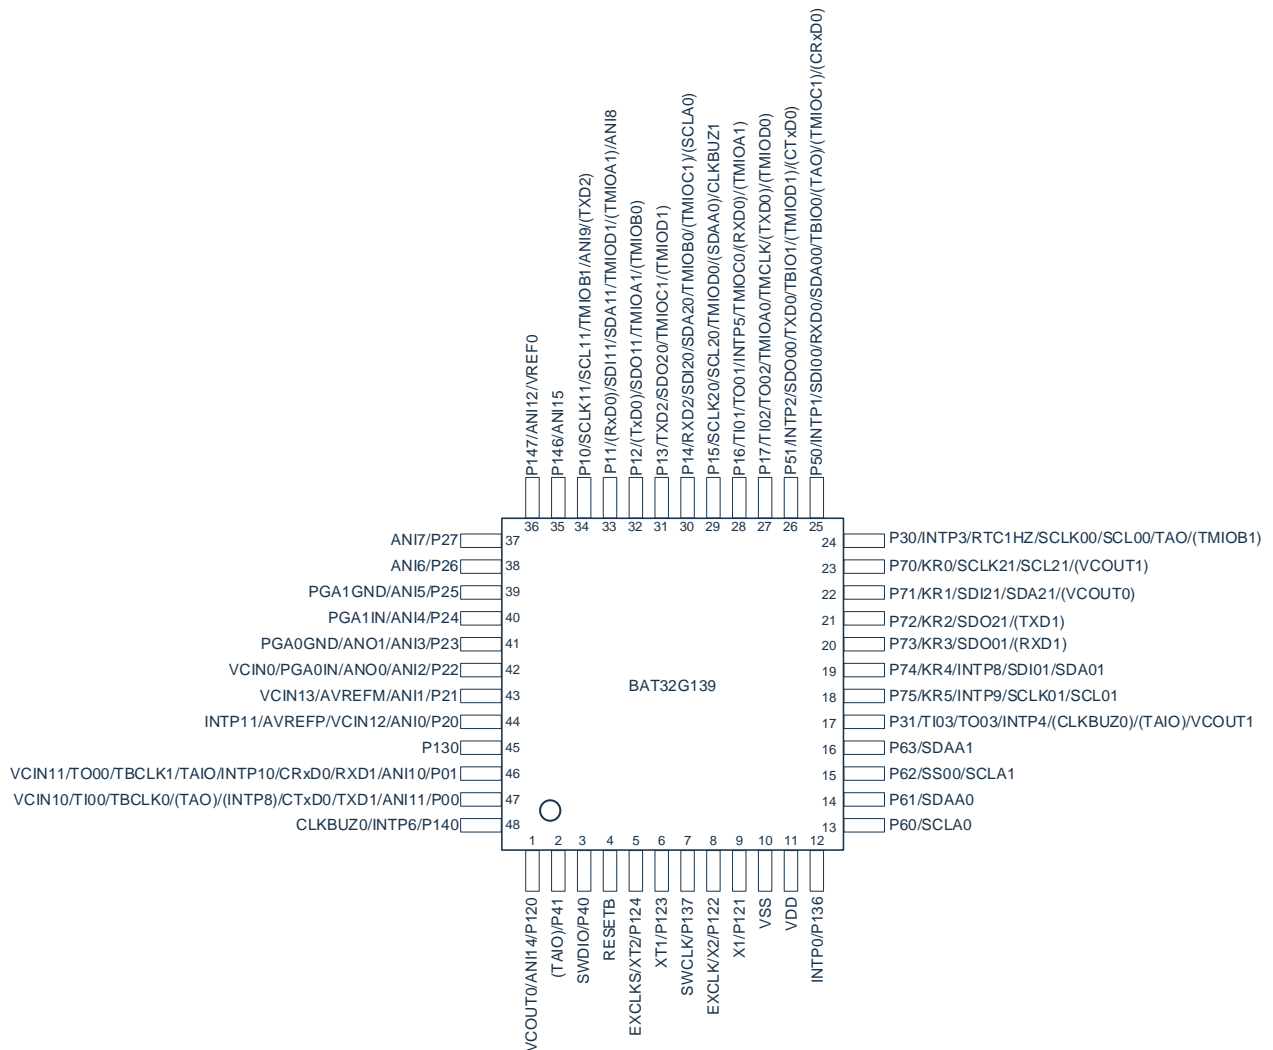 P147/ANI12/VREF0
P146/ANI15
P10/SCLK11/SCL11/TMIOB1/ANI9/(TXD2)
P11/(RxD0)/SDI11/SDA11/TMIOD1/(TMIOA1)/ANI8
P12/(TxD0)/SDO11/TMIOA1/(TMIOB0)
P13/TXD2/SDO20/TMIOC1/(TMIOD1)
P14/RXD2/SDI20/SDA20/TMIOB0/(TMIOC1)/(SCLA0)
P15/SCLK20/SCL20/TMIOD0/(SDAA0)/CLKBUZ1
P16/TI01/TO01/INTP5/TMIOC0/(RXD0)/(TMIOA1)
P17/TI02/TO02/TMIOA0/TMCLK/(TXD0)/(TMIOD0)
P51/INTP2/SDO00/TXD0/TBIO1/(TMIOD1)/(CTxD0)
P50/INTP1/SDI00/RXD0/SDA00/TBIO0/(TAO)/(TMIOC1)/(CRxD0)
36 35 34 33 32 31 30 29 28 27 26 25
ANI7/P27 37
ANI6/P26 38
PGA1GND/ANI5/P25 39
PGA1IN/ANI4/P24 40
PGA0GND/ANO1/ANI3/P23 41
VCIN0/PGA0IN/ANO0/ANI2/P22 42
VCIN13/AVREFM/ANI1/P21 43
INTP11/AVREFP/VCIN12/ANI0/P20 44
P130 45
VCIN11/TO00/TBCLK1/TAIO/INTP10/CRxD0/RXD1/ANI10/P01 46
VCIN10/TI00/TBCLK0/(TAO)/(INTP8)/CTxD0/TXD1/ANI11/P00 47
CLKBUZ0/INTP6/P140 48
BAT32G139
24 P30/INTP3/RTC1HZ/SCLK00/SCL00/TAO/(TMIOB1)
23 P70/KR0/SCLK21/SCL21/(VCOUT1)
22 P71/KR1/SDI21/SDA21/(VCOUT0)
21 P72/KR2/SDO21/(TXD1)
20 P73/KR3/SDO01/(RXD1)
19 P74/KR4/INTP8/SDI01/SDA01
18 P75/KR5/INTP9/SCLK01/SCL01
17 P31/TI03/TO03/INTP4/(CLKBUZ0)/(TAIO)/VCOUT1
16 P63/SDAA1
15 P62/SS00/SCLA1
14 P61/SDAA0
13 P60/SCLA0
1 2 3 4 5 6 7 8 9 10 11 12
VCOUT0/ANI14/P120
(TAIO)/P41
SWDIO/P40
RESETB
EXCLKS/XT2/P124
XT1/P123
SWCLK/P137
EXCLK/X2/P122
X1/P121
VSS
VDD
INTP0/P136